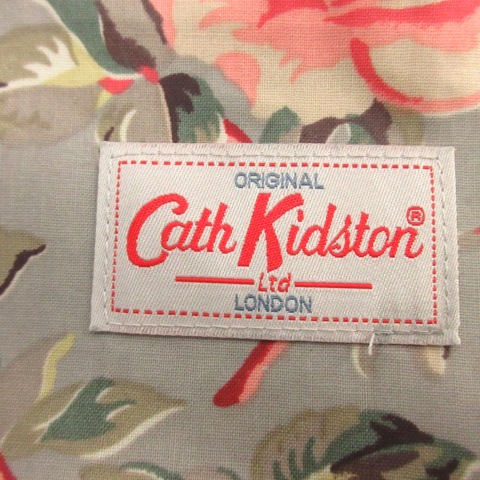 ORIGINAL
Cath Kidston®
Ltd
LONDON